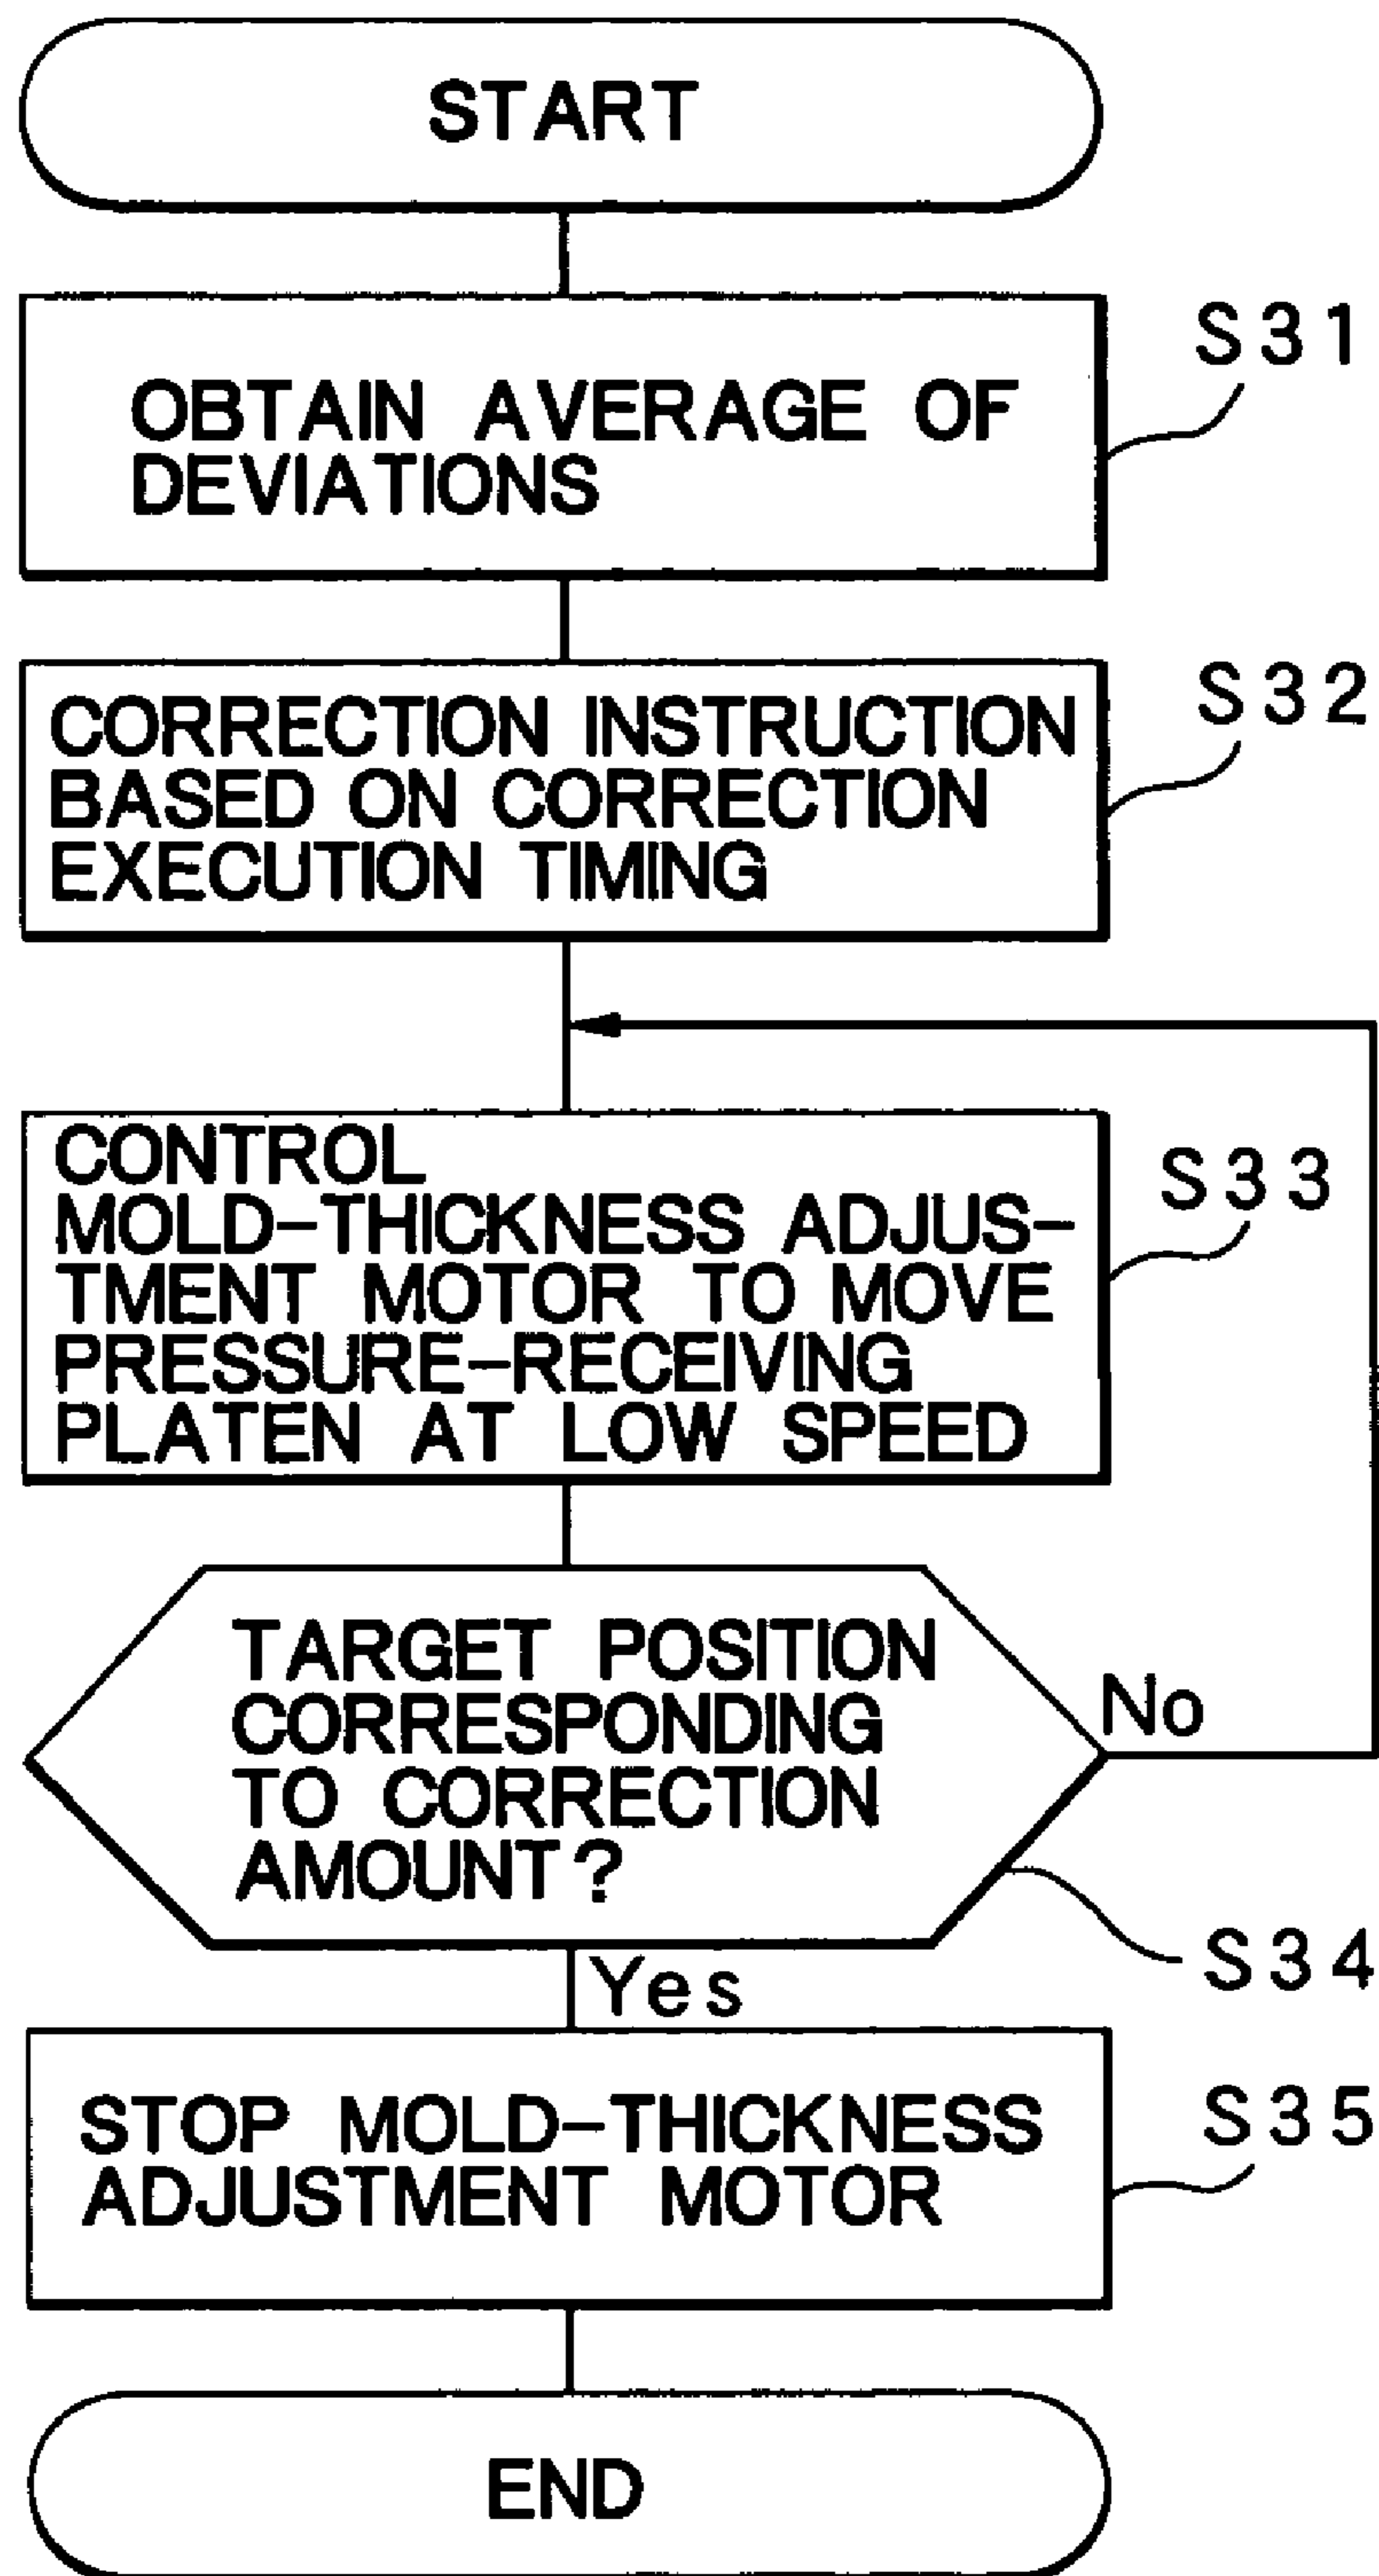 START
OBTAIN AVERAGE OF
DEVIATIONS
S31
CORRECTION INSTRUCTION
BASED ON CORRECTION
EXECUTION TIMING
S32
CONTROL
MOLD-THICKNESS ADJUS-
TMENT MOTOR TO MOVE
PRESSURE-RECEIVING
PLATEN AT LOW SPEED
S33
TARGET POSITION
CORRESPONDING
TO CORRECTION
AMOUNT?
No
S34
Yes
STOP MOLD-THICKNESS
ADJUSTMENT MOTOR
S35
END